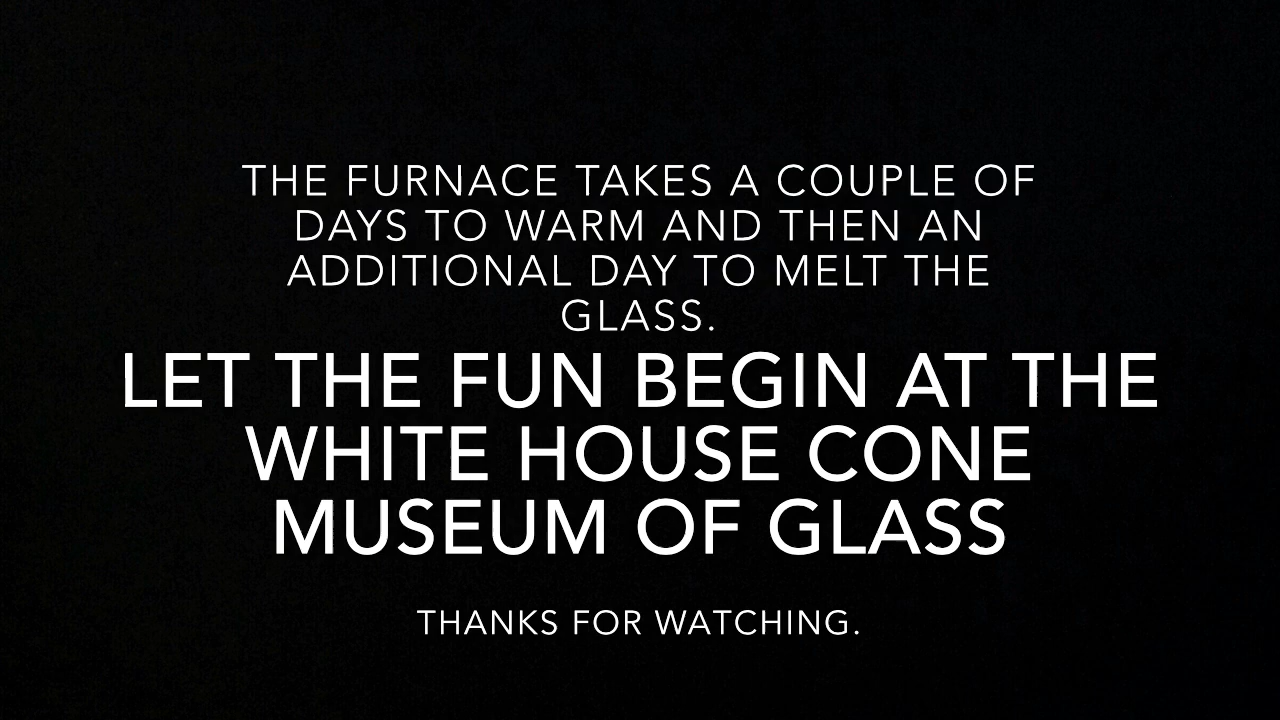 THE FURNACE TAKES A COUPLE OF
DAYS TO WARM AND THEN AN
ADDITIONAL DAY TO MELT THE
GLASS.
LET THE FUN BEGIN AT THE
WHITE HOUSE CONE
MUSEUM OF GLASS
THANKS FOR WATCHING.